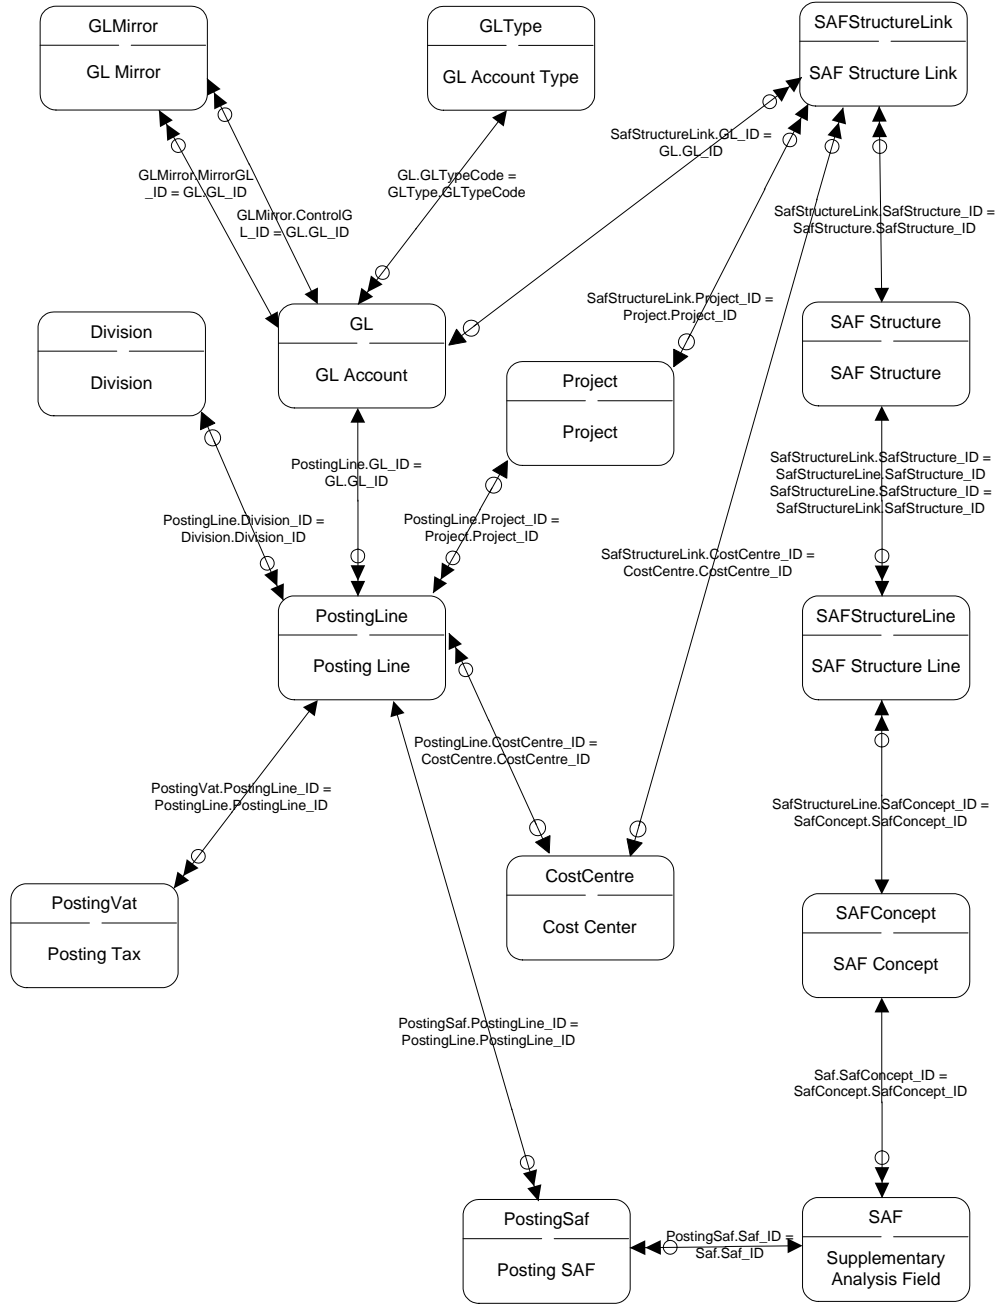 GLMirror
GL Mirror
GLType
GL Account Type
SAFStructureLink
SAF Structure Link
GLMirror.MirrorGL
_ID = GL.GL_ID
GLMirror.ControlG
L_ID = GL.GL_ID
GL.GLTypeCode =
GLType.GLTypeCode
SafStructureLink.GL_ID =
GL.GL_ID
SafStructureLink.SafStructure_ID =
SafStructure.SafStructure_ID
SafStructureLink.Project_ID =
Project.Project_ID
Division
Division
GL
GL Account
Project
Project
SAF Structure
SAF Structure
PostingLine.GL_ID =
GL.GL_ID
PostingLine.Division_ID =
Division.Division_ID
PostingLine.Project_ID =
Project.Project_ID
SafStructureLink.SafStructure_ID =
SafStructureLine.SafStructure_ID
SafStructureLine.SafStructure_ID =
SafStructureLink.SafStructure_ID
SafStructureLink.CostCentre_ID =
CostCentre.CostCentre_ID
PostingLine
Posting Line
SAFStructureLine
SAF Structure Line
PostingLine.CostCentre_ID =
CostCentre.CostCentre_ID
PostingVat.PostingLine_ID =
PostingLine.PostingLine_ID
SafStructureLine.SafConcept_ID =
SafConcept.SafConcept_ID
PostingVat
Posting Tax
CostCentre
Cost Center
SAFConcept
SAF Concept
PostingSaf.PostingLine_ID =
PostingLine.PostingLine_ID
Saf.SafConcept_ID =
SafConcept.SafConcept_ID
PostingSaf
Posting SAF
PostingSaf.Saf_ID =
Saf.Saf_ID
SAF
Supplementary
Analysis Field